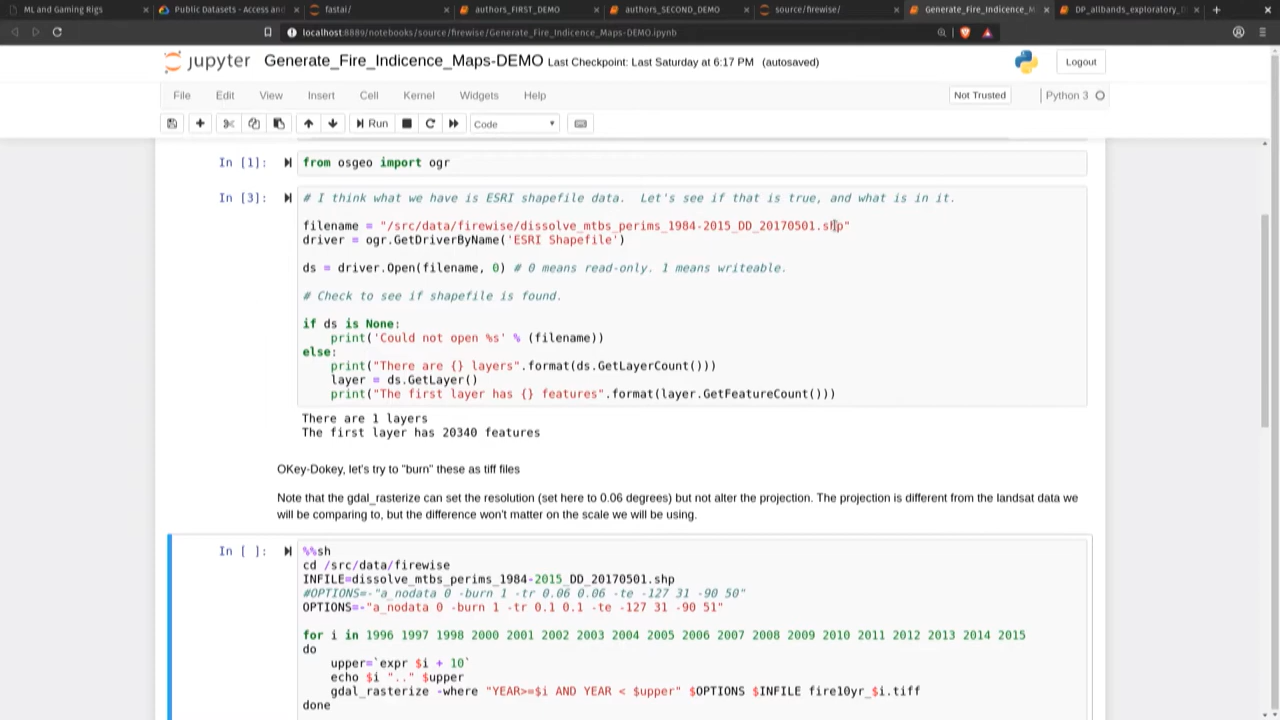 ML and Gaming Rigs
Public Datasets - Access and
fastai/
authors_FIRST_DEMO
authors_SECOND_DEMO
source/firewise/
Generate_Fire_Indicence_M
DP_allbands_exploratory_D
localhost:8889/notebooks/source/firewise/Generate_Fire_Indicence_Maps-DEMO.ipynb
jupyter Generate_Fire_Indicence_Maps-DEMO Last Checkpoint: Last Saturday at 6:17 PM (autosaved)
Logout
File Edit View Insert Cell Kernel Widgets Help
Not Trusted
Python 3
Run
Code
In [1]:
from osgeo import ogr
In [3]:
# I think what we have is ESRI shapefile data.  Let's see if that is true, and what is in it.
filename = "/src/data/firewise/dissolve_mtbs_perims_1984-2015_DD_20170501.shp"
driver = ogr.GetDriverByName('ESRI Shapefile')
ds = driver.Open(filename, 0) # 0 means read-only. 1 means writeable.
# Check to see if shapefile is found.
if ds is None:
    print('Could not open %s' % (filename))
else:
    print("There are {} layers".format(ds.GetLayerCount()))
    layer = ds.GetLayer()
    print("The first layer has {} features".format(layer.GetFeatureCount()))
There are 1 layers
The first layer has 20340 features
OKey-Dokey, let's try to "burn" these as tiff files
Note that the gdal_rasterize can set the resolution (set here to 0.06 degrees) but not alter the projection. The projection is different from the landsat data we
will be comparing to, but the difference won't matter on the scale we will be using.
In [ ]:
%%sh
cd /src/data/firewise
INFILE=dissolve_mtbs_perims_1984-2015_DD_20170501.shp
#OPTIONS=-"a_nodata 0 -burn 1 -tr 0.06 0.06 -te -127 31 -90 50"
OPTIONS=-"a_nodata 0 -burn 1 -tr 0.1 0.1 -te -127 31 -90 51"
for i in 1996 1997 1998 2000 2001 2002 2003 2004 2005 2006 2007 2008 2009 2010 2011 2012 2013 2014 2015
do
    upper=`expr $i + 10`
    echo $i ".." $upper
    gdal_rasterize -where "YEAR>=$i AND YEAR < $upper" $OPTIONS $INFILE fire10yr_$i.tiff
done